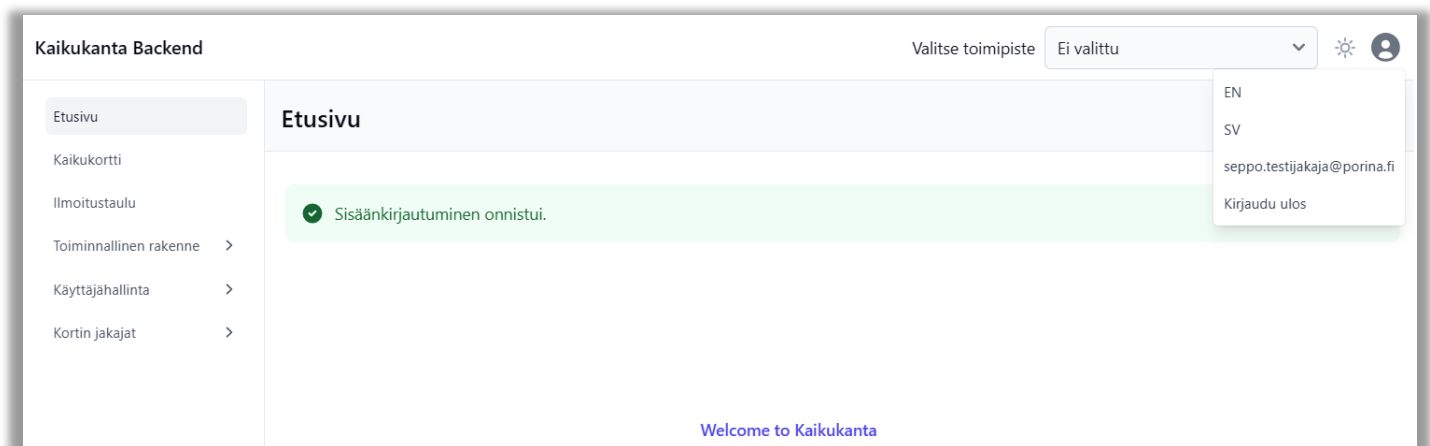 Kaikukanta Backend
Valitse toimipiste Ei valittu
EN
SV
seppo.testijakaja@porina.fi
Kirjaudu ulos
Etusivu
Kaikukortti
Ilmoitustaulu
Toiminnallinen rakenne
Käyttäjähallinta
Kortin jakajat
Etusivu
Sisäänkirjautuminen onnistui.
Welcome to Kaikukanta